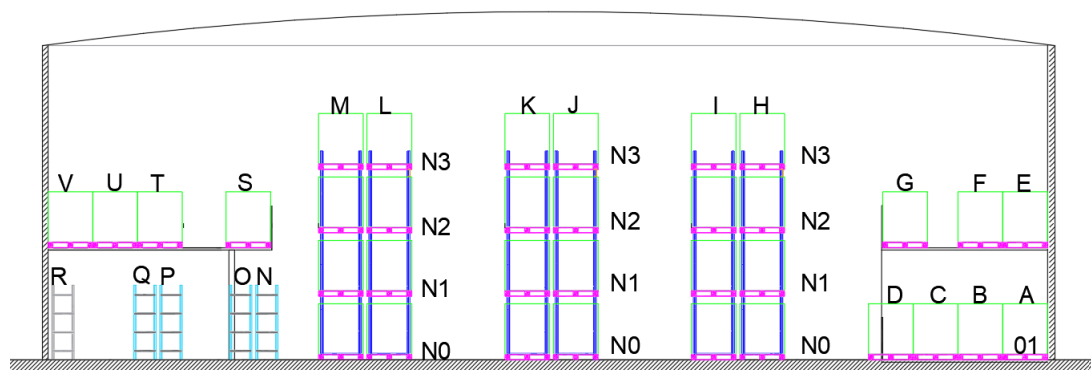 M L K J I H
N3 N3 N3
V U T S G F E
N2 N2 N2
R Q P O N N1 N1 N1 D C B A
N0 N0 N0 01